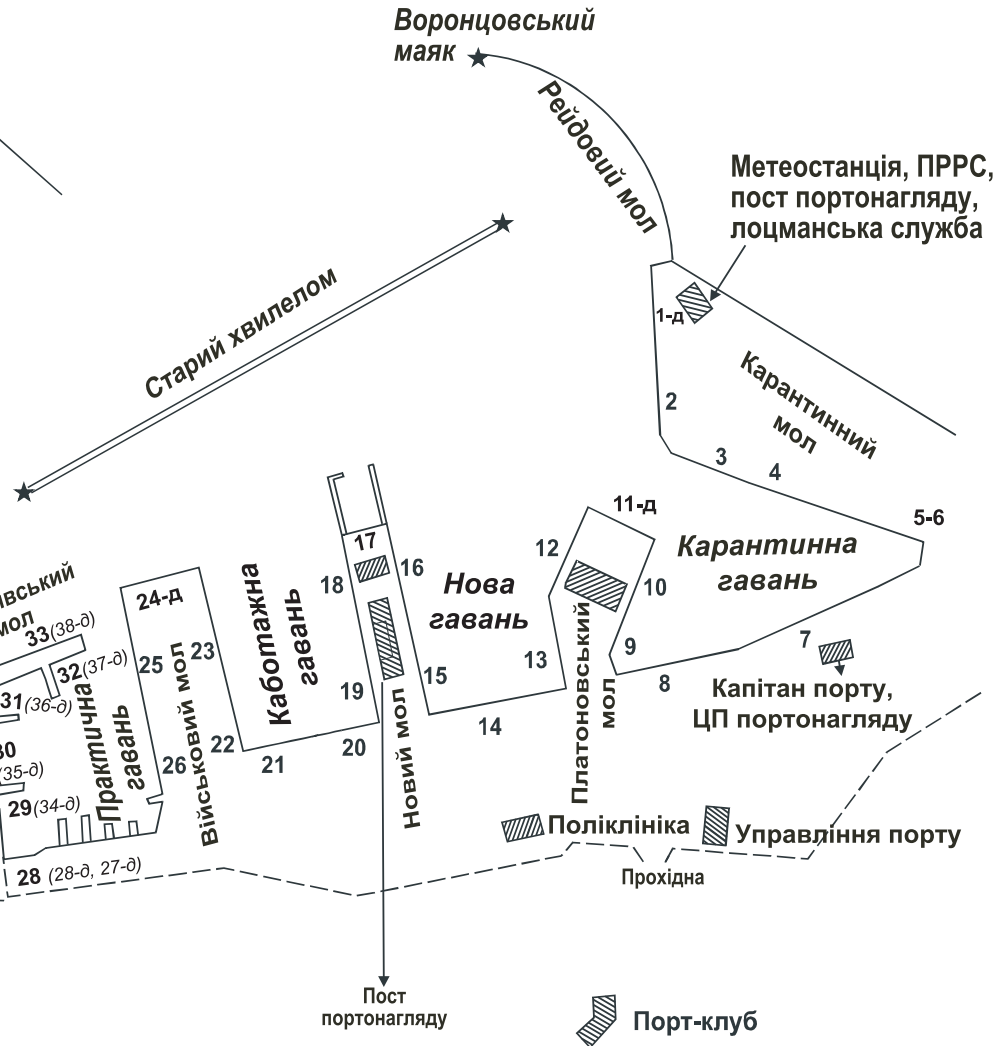 Воронцовський
маяк
Рейдовий мол
Метеостанція, ПРРС,
пост портонагляду,
лоцманська служба
Старий хвилелом
1-д
2
Карантинний
мол
3
4
5-6
11-д
12
10
Карантинна
гавань
9
8
7
Капітан порту,
ЦП портонагляду
17
18
16
Нова
гавань
13
15
14
Платоновський
мол
24-д
Каботажна
гавань
19
20
21
22
23
25
26
Військовий мол
Новий мол
мол
33 (38-д)
32 (37-д)
31 (36-д)
(35-д)
29 (34-д)
28 (28-д, 27-д)
Практична
гавань
Поліклініка
Управління порту
Прохідна
Пост
портонагляду
Порт-клуб